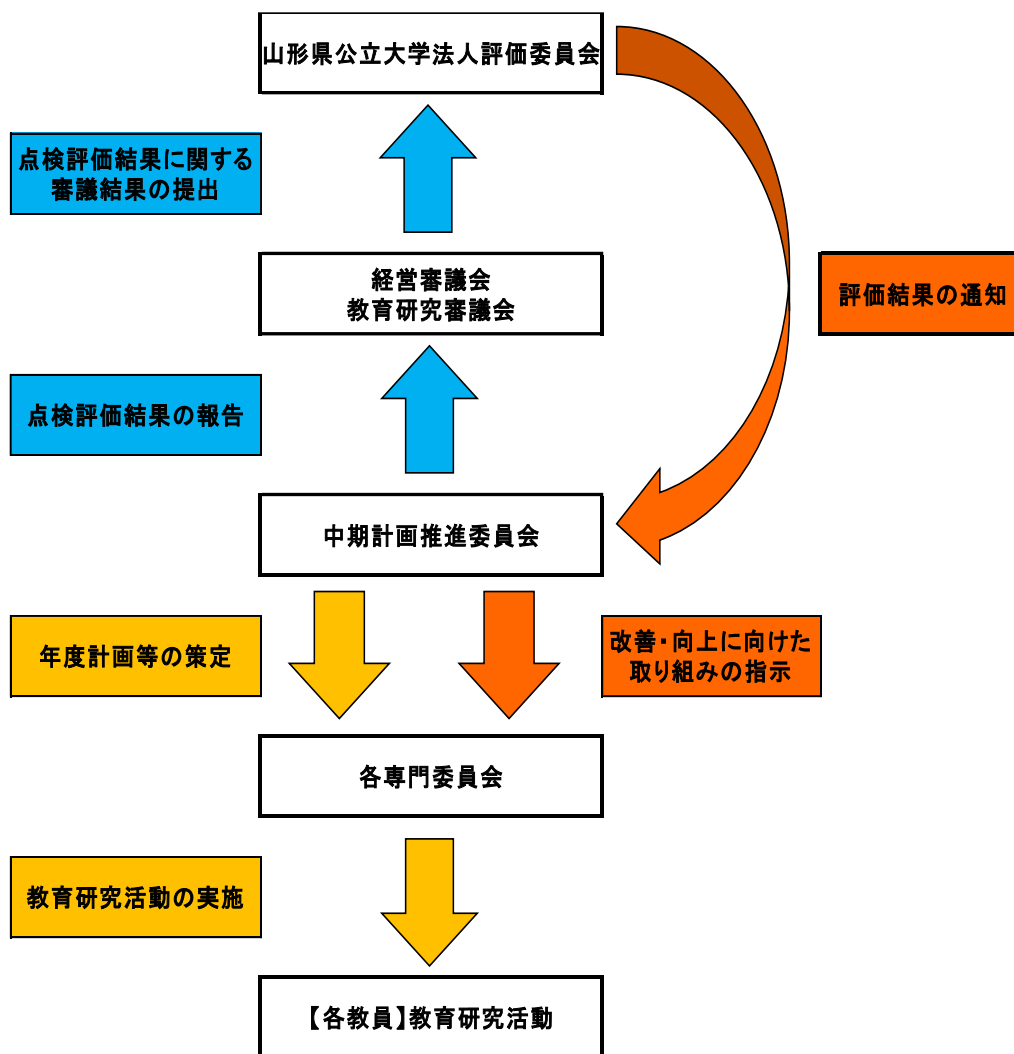 山形県公立大学法人評価委員会
点検評価結果に関する
審議結果の提出
経営審議会
教育研究審議会
評価結果の通知
点検評価結果の報告
中期計画推進委員会
年度計画等の策定
改善・向上に向けた
取り組みの指示
各専門委員会
教育研究活動の実施
【各教員】教育研究活動